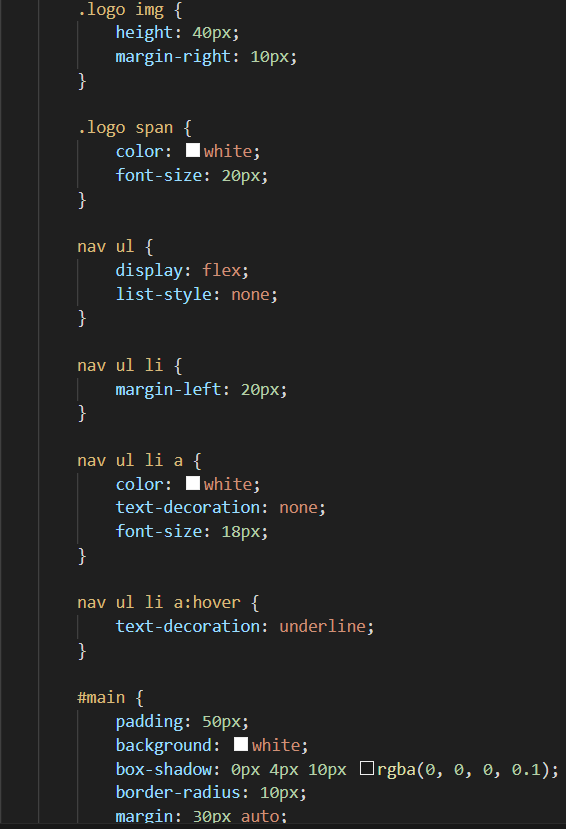 .logo img {
height: 40px;
margin-right: 10px;
}
.logo span {
color: white;
font-size: 20px;
}
nav ul {
display: flex;
list-style: none;
}
nav ul li {
margin-left: 20px;
}
nav ul li a {
color: white;
text-decoration: none;
font-size: 18px;
}
nav ul li a:hover {
text-decoration: underline;
}
#main {
padding: 50px;
background: white;
box-shadow: 0px 4px 10px rgba(0, 0, 0, 0.1);
border-radius: 10px;
margin: 30px auto;